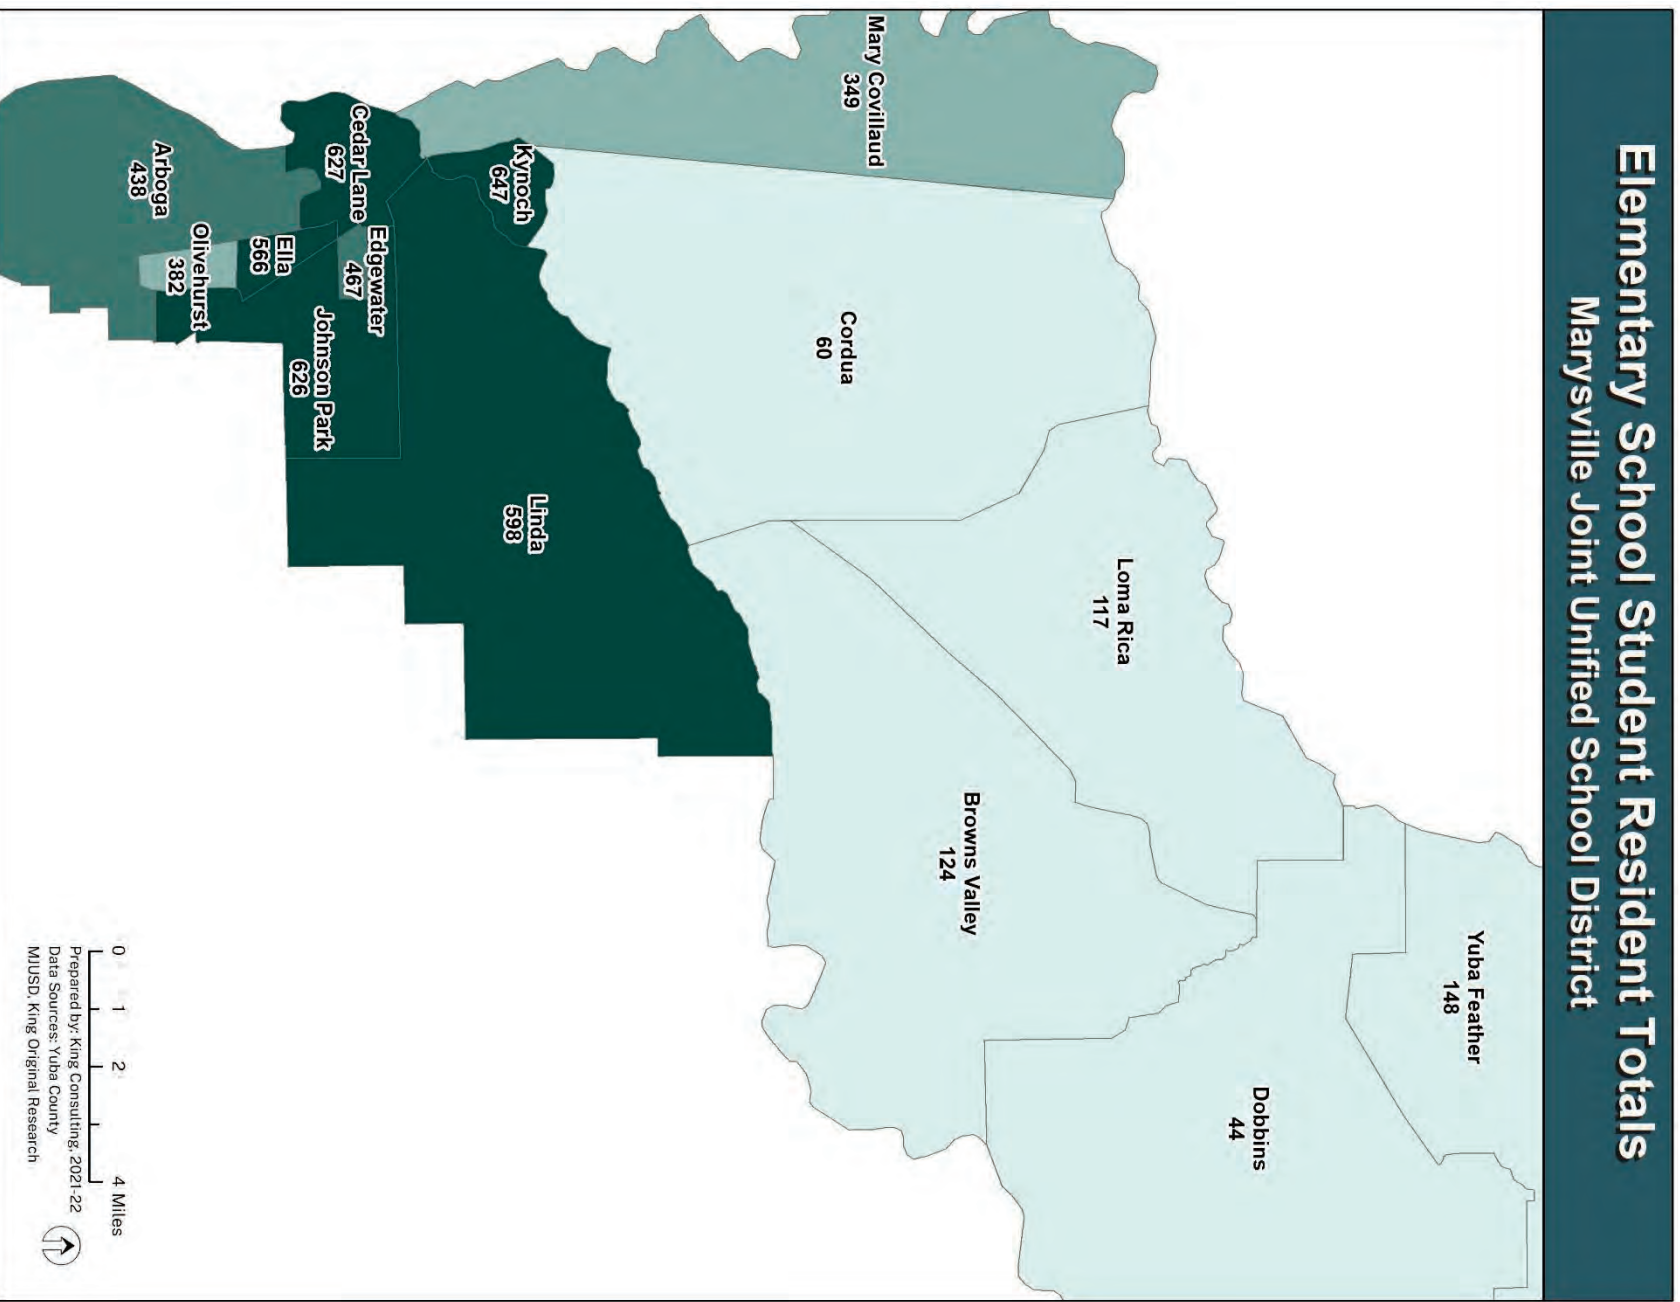 Elementary School Student Resident Totals
Marysville Joint Unified School District
Yuba Feather
148
Dobbins
44
Loma Rica
117
Browns Valley
124
Mary Covillaud
349
Cordua
60
Kynoch
647
Linda
598
Cedar Lane
627
Edgewater
467
Johnson Park
626
Ella
566
Olivehurst
382
Arboga
438
0 1 2 4 Miles
Prepared by: King Consulting, 2021-22
Data Sources: Yuba County
MJUSD, King Original Research